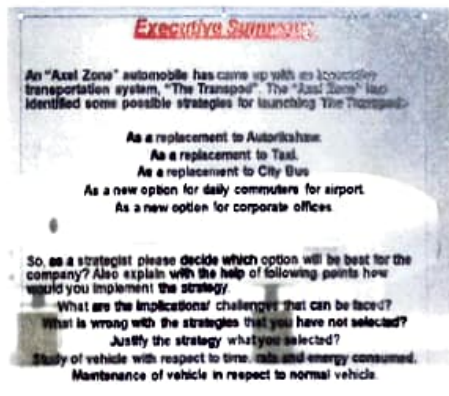 Executive Summary
An "Axel Zone" automobile has came up with an innovative
transportation system, "The Transpod". The "Axel Zone" has
identified some possible strategies for launching The Transpod:
As a replacement to Autorikshaw.
As a replacement to Taxi.
As a replacement to City Bus
As a new option for daily commuters for airport.
As a new option for corporate offices.
So, as a strategist please decide which option will be best for the
company? Also explain with the help of following points how
would you implement the strategy.
What are the implications/ challenges that can be faced?
What is wrong with the strategies that you have not selected?
Justify the strategy what you selected?
Study of vehicle with respect to time, rate and energy consumed.
Maintenance of vehicle in respect to normal vehicle.